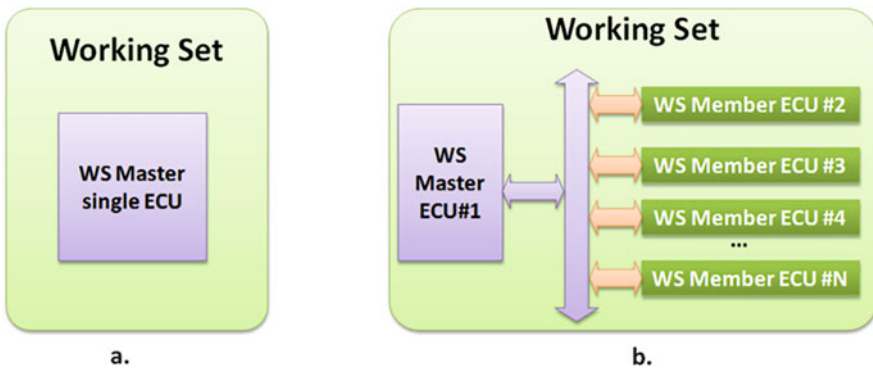 Working Set
WS Master
single ECU
a.
Working Set
WS
Master
ECU#1
WS Member ECU #2
WS Member ECU #3
WS Member ECU #4
...
WS Member ECU #N
b.